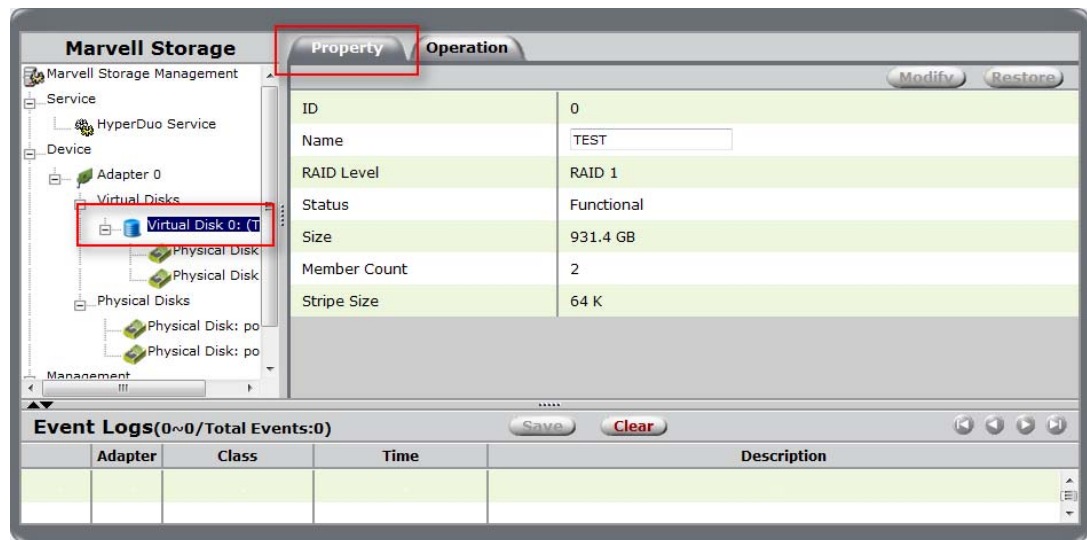 Marvell Storage
Property
Operation
Marvell Storage Management
Modify
Restore
Service
HyperDuo Service
Device
Adapter 0
Virtual Disks
Virtual Disk 0: (T
Physical Disk
Physical Disk
Physical Disks
Physical Disk: po
Physical Disk: po
Management
ID 0
Name TEST
RAID Level RAID 1
Status Functional
Size 931.4 GB
Member Count 2
Stripe Size 64 K
Event Logs(0~0/Total Events:0)
Save
Clear
Adapter Class Time Description